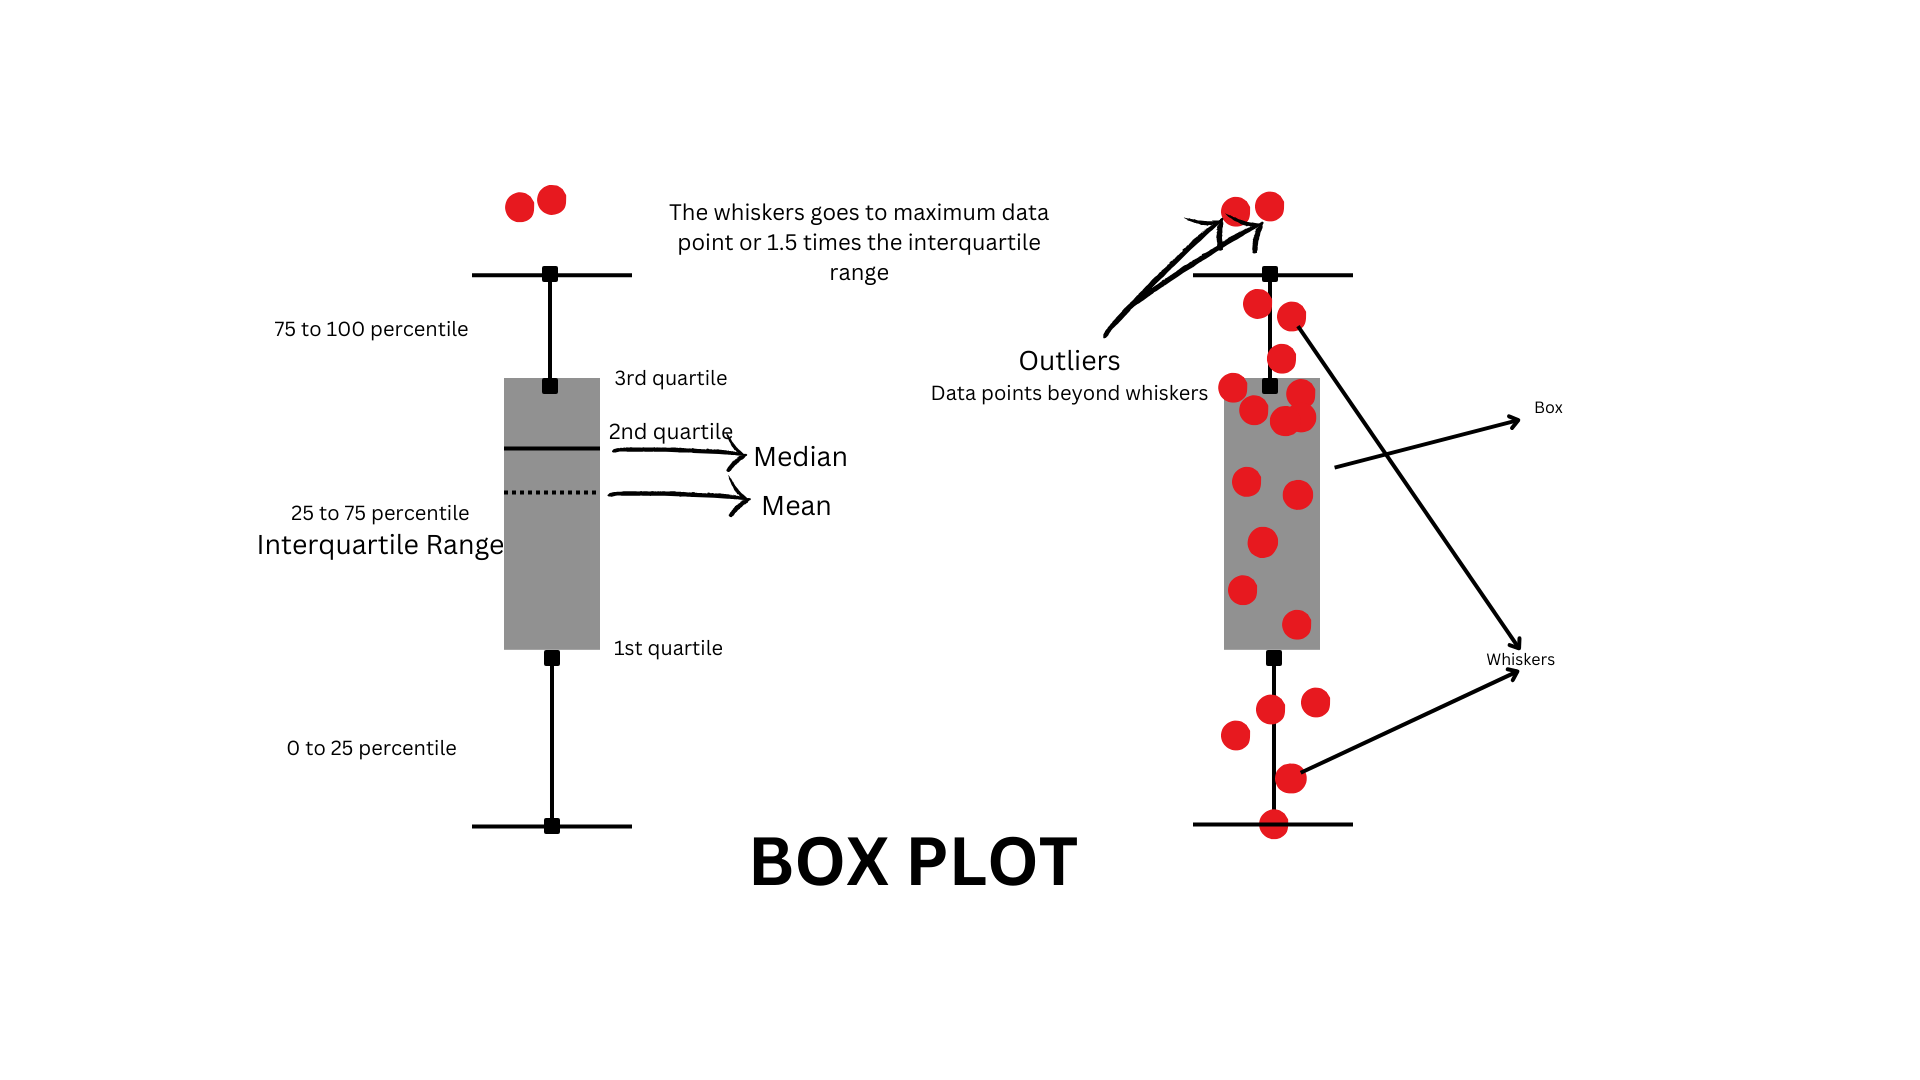 The whiskers goes to maximum data
point or 1.5 times the interquartile
range
75 to 100 percentile
3rd quartile
2nd quartile
Median
Mean
25 to 75 percentile
Interquartile Range
1st quartile
0 to 25 percentile
Outliers
Data points beyond whiskers
Box
Whiskers
BOX PLOT